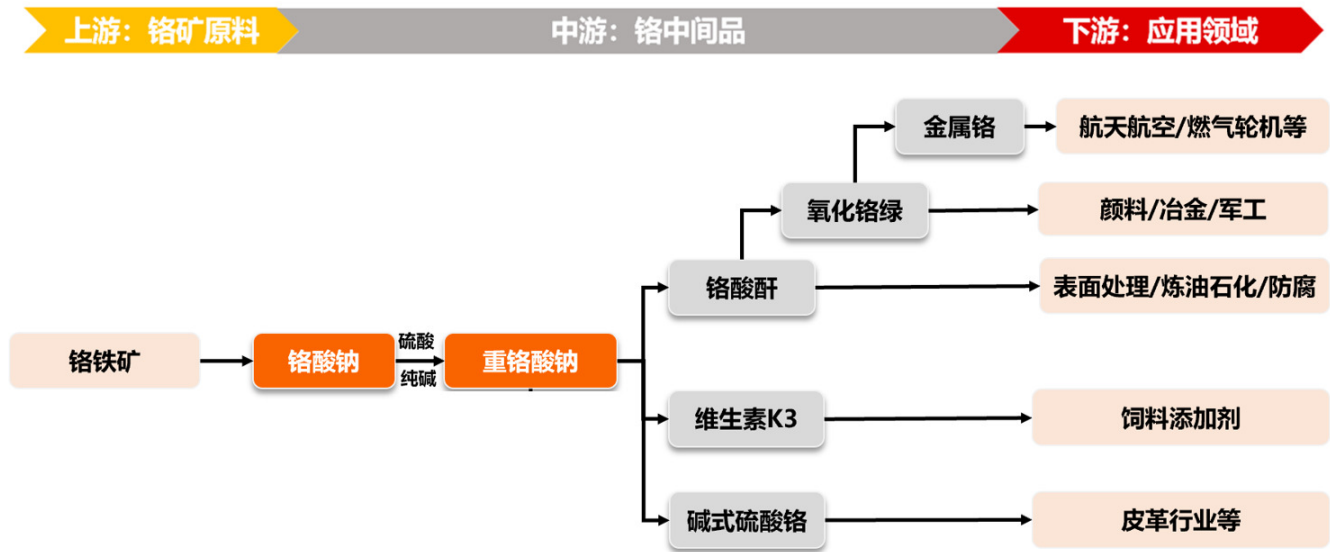 上游：铬矿原料
中游：铬中间品
下游：应用领域
金属铬
航天航空/燃气轮机等
氧化铬绿
颜料/冶金/军工
铬酸酐
表面处理/炼油石化/防腐
铬铁矿
铬酸钠
硫酸
纯碱
重铬酸钠
维生素K3
饲料添加剂
碱式硫酸铬
皮革行业等